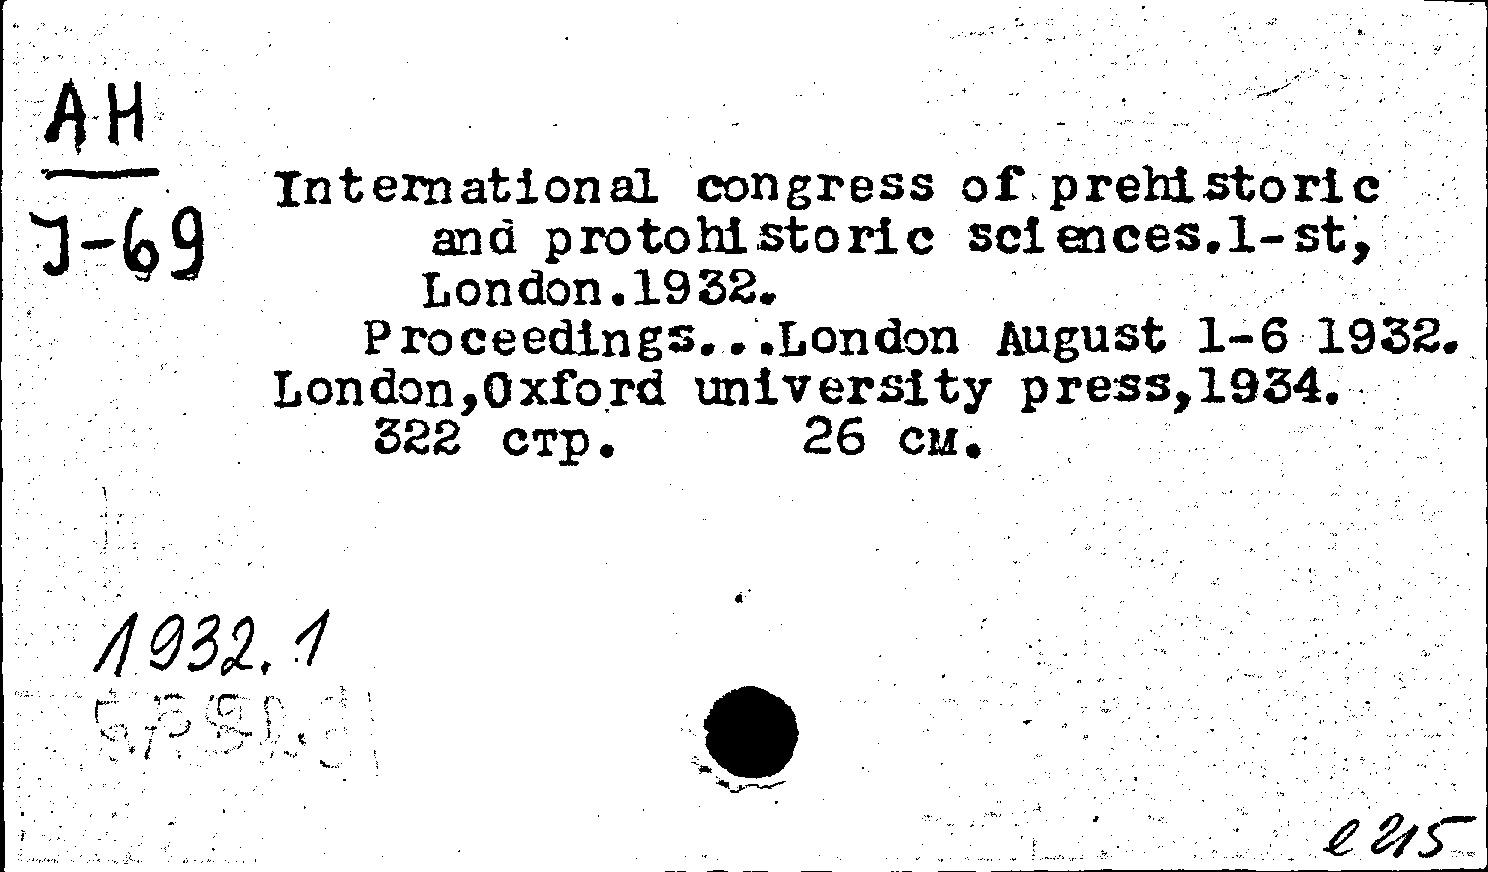 АН
J-69
International congress of prehistoric
and protohistoric sciences.1-st,
London.1932.
Proceedings...London August 1-6 1932.
London,Oxford university press,1934.
322 стр. 26 см.
1932.1
e 215